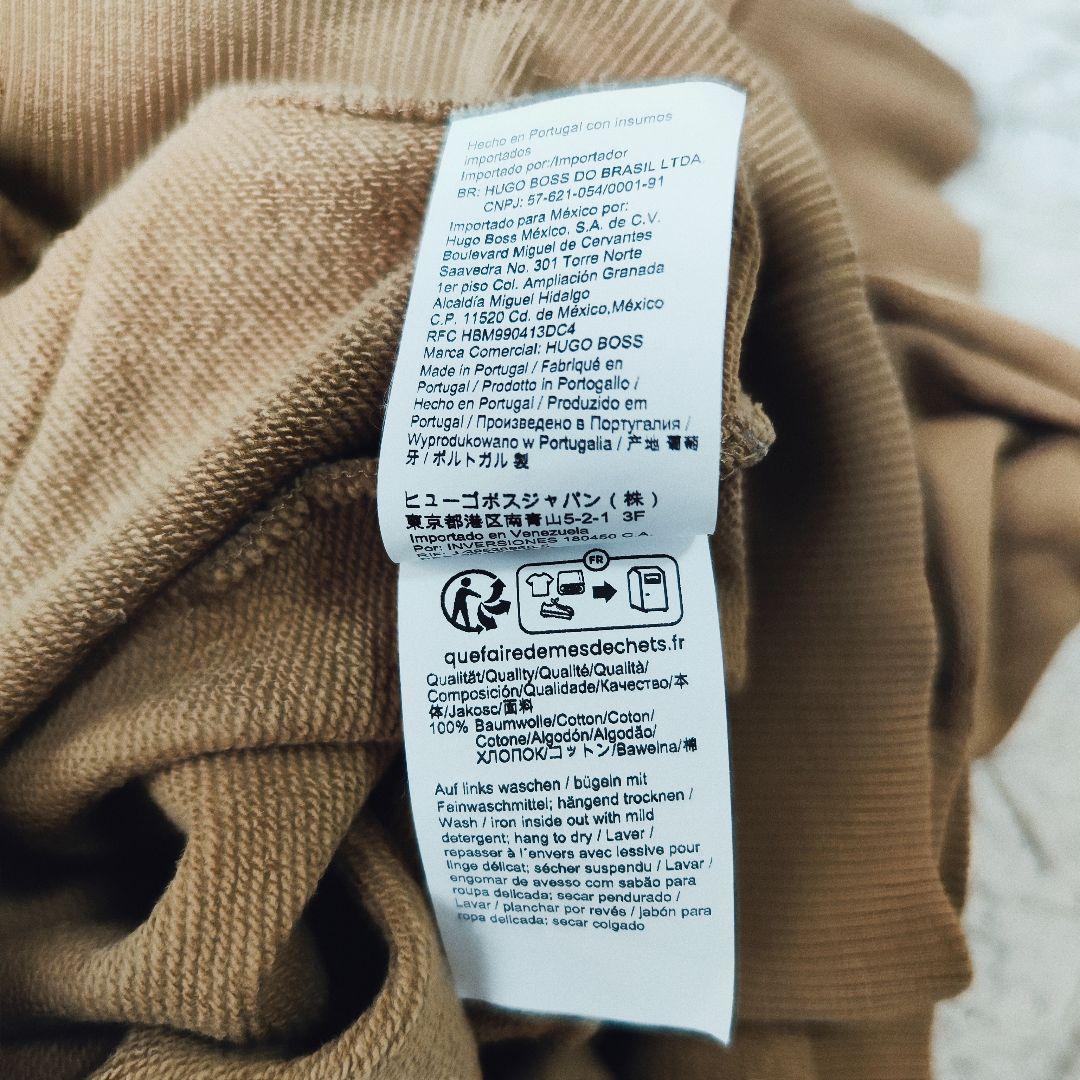 Hecho en Portugal con insumos
importados
Importado por:/Importador
BR: HUGO BOSS DO BRASIL LTDA.
CNPJ: 57-621-054/0001-91
Importado para México por:
Hugo Boss México. S.A. de C.V.
Boulevard Miguel de Cervantes
Saavedra No. 301 Torre Norte
1er piso Col. Ampliación Granada
Alcaldía Miguel Hidalgo
C.P. 11520 Cd. de México,México
RFC HBM990413DC4
Marca Comercial: HUGO BOSS
Made in Portugal / Fabriqué en
Portugal / Prodotto in Portogallo /
Hecho en Portugal / Produzido em
Portugal / Произведено в Португалия /
Wyprodukowano w Portugalia / 产地 葡萄
牙 / ポルトガル 製
ヒューゴボスジャパン ( 株 )
東京都港区南青山5-2-1 3F
Importado en Venezuela
Por: INVERSIONES 180450 C.A.
FR
quefairedemesdechets.fr
Qualität/Quality/Qualité/Qualità/
Composición/Qualidade/Качество/本
体/Jakosc/面料
100% Baumwolle/Cotton/Coton/
Cotone/Algodón/Algodão/
ХЛОПОК/コットン/Bawelna/棉
Auf links waschen / bügeln mit
Feinwaschmittel; hängend trocknen /
Wash / iron inside out with mild
detergent; hang to dry / Laver /
repasser à l´envers avec lessive pour
linge délicat; sécher suspendu / Lavar /
engomar de avesso com sabão para
roupa delicada; secar pendurado /
Lavar / planchar por revés / jabón para
ropa delicada; secar colgado